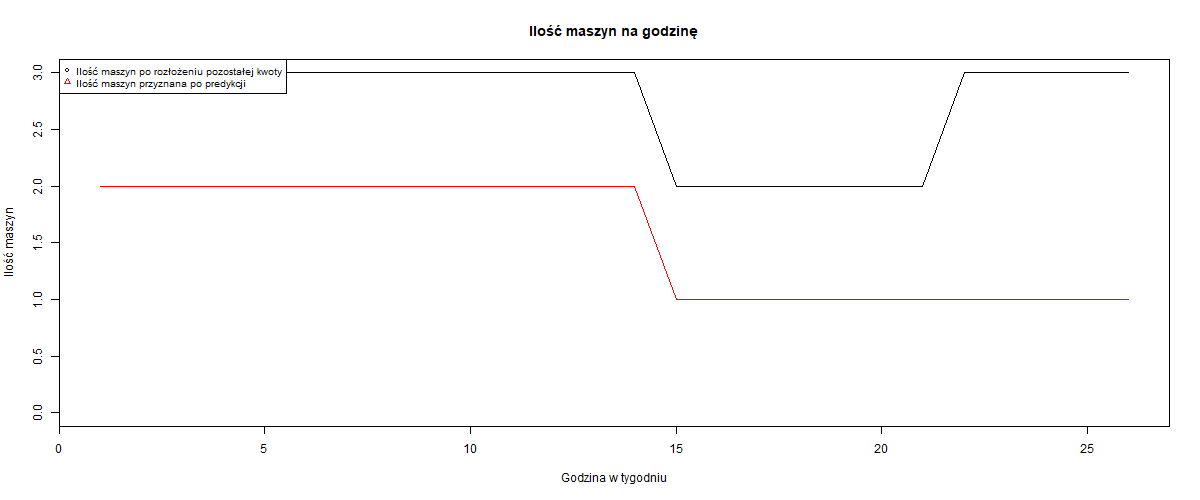 Ilość maszyn na godzinę
Ilość maszyn po rozłożeniu pozostałej kwoty
Ilość maszyn przyznana po predykcji
Ilość maszyn
3.0
2.5
2.0
1.5
1.0
0.5
0.0
0 5 10 15 20 25
Godzina w tygodniu